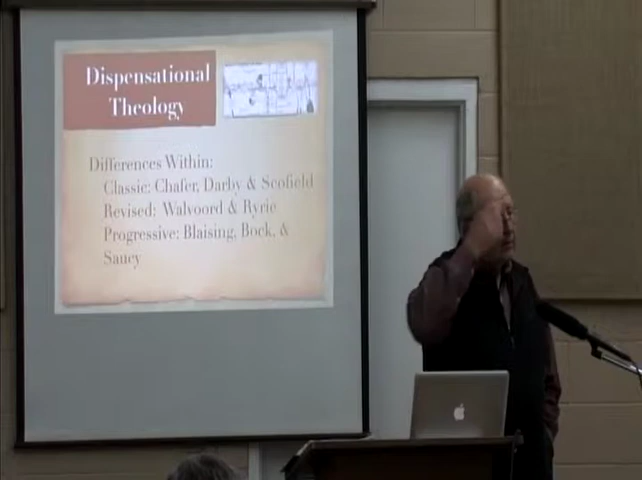 Dispensational
Theology
Differences Within:
Classic: Chafer, Darby & Scofield
Revised: Walvoord & Ryrie
Progressive: Blaising, Bock, &
Saucy